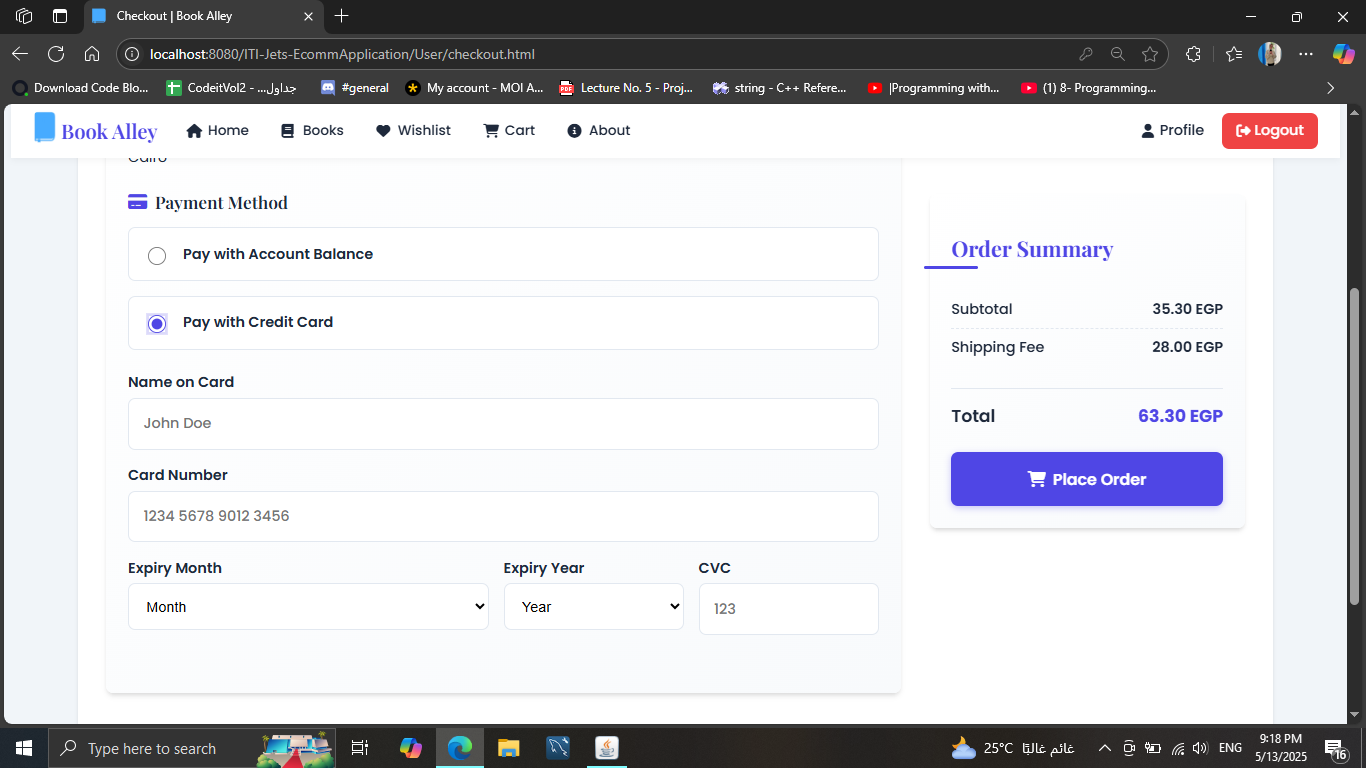 Checkout | Book Alley
localhost:8080/ITI-Jets-EcommApplication/User/checkout.html
Download Code Blo...
CodeitVol2 - ...جداول
#general
My account - MOI A...
Lecture No. 5 - Proj...
string - C++ Refere...
|Programming with...
(1) 8- Programming...
Book Alley
Home
Books
Wishlist
Cart
About
Profile
Logout
Cairo
Payment Method
Pay with Account Balance
Pay with Credit Card
Name on Card
John Doe
Card Number
1234 5678 9012 3456
Expiry Month
Expiry Year
CVC
Month
Year
123
Order Summary
Subtotal
35.30 EGP
Shipping Fee
28.00 EGP
Total
63.30 EGP
Place Order
Type here to search
25°C
غائم غالبًا
ENG
9:18 PM
5/13/2025
16